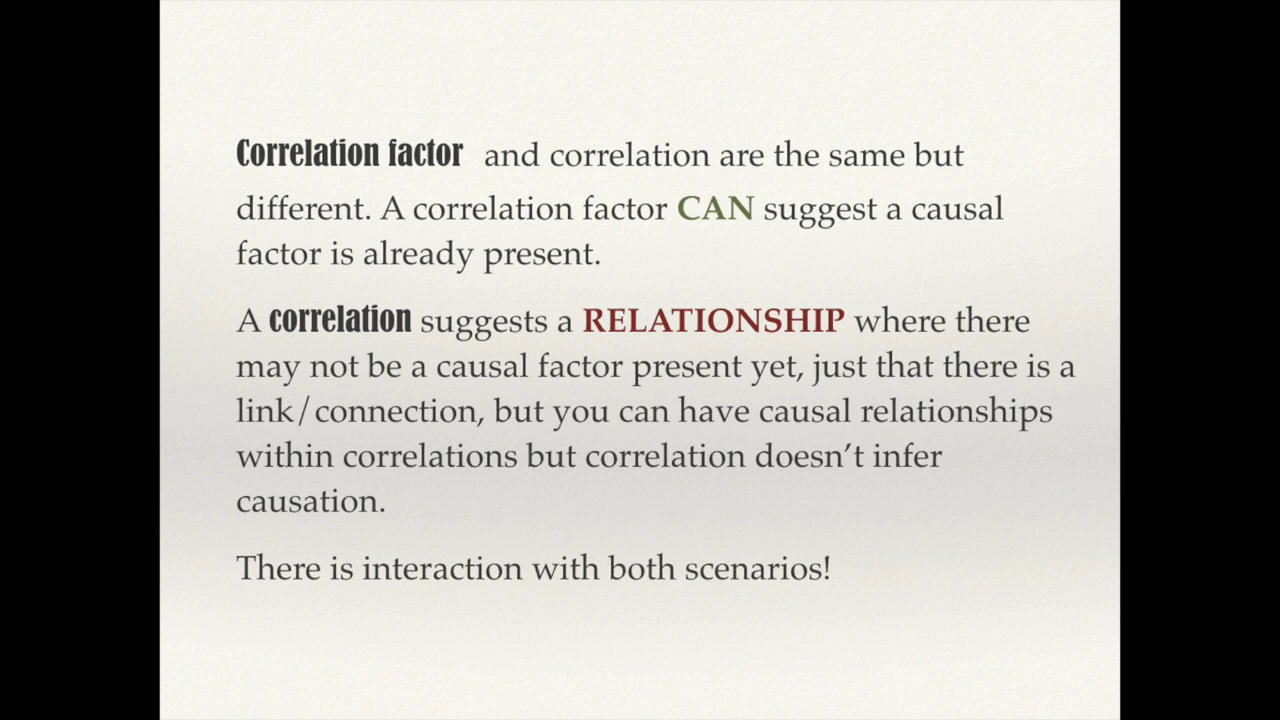 Correlation factor and correlation are the same but
different. A correlation factor CAN suggest a causal
factor is already present.
A correlation suggests a RELATIONSHIP where there
may not be a causal factor present yet, just that there is a
link/connection, but you can have causal relationships
within correlations but correlation doesn’t infer
causation.
There is interaction with both scenarios!